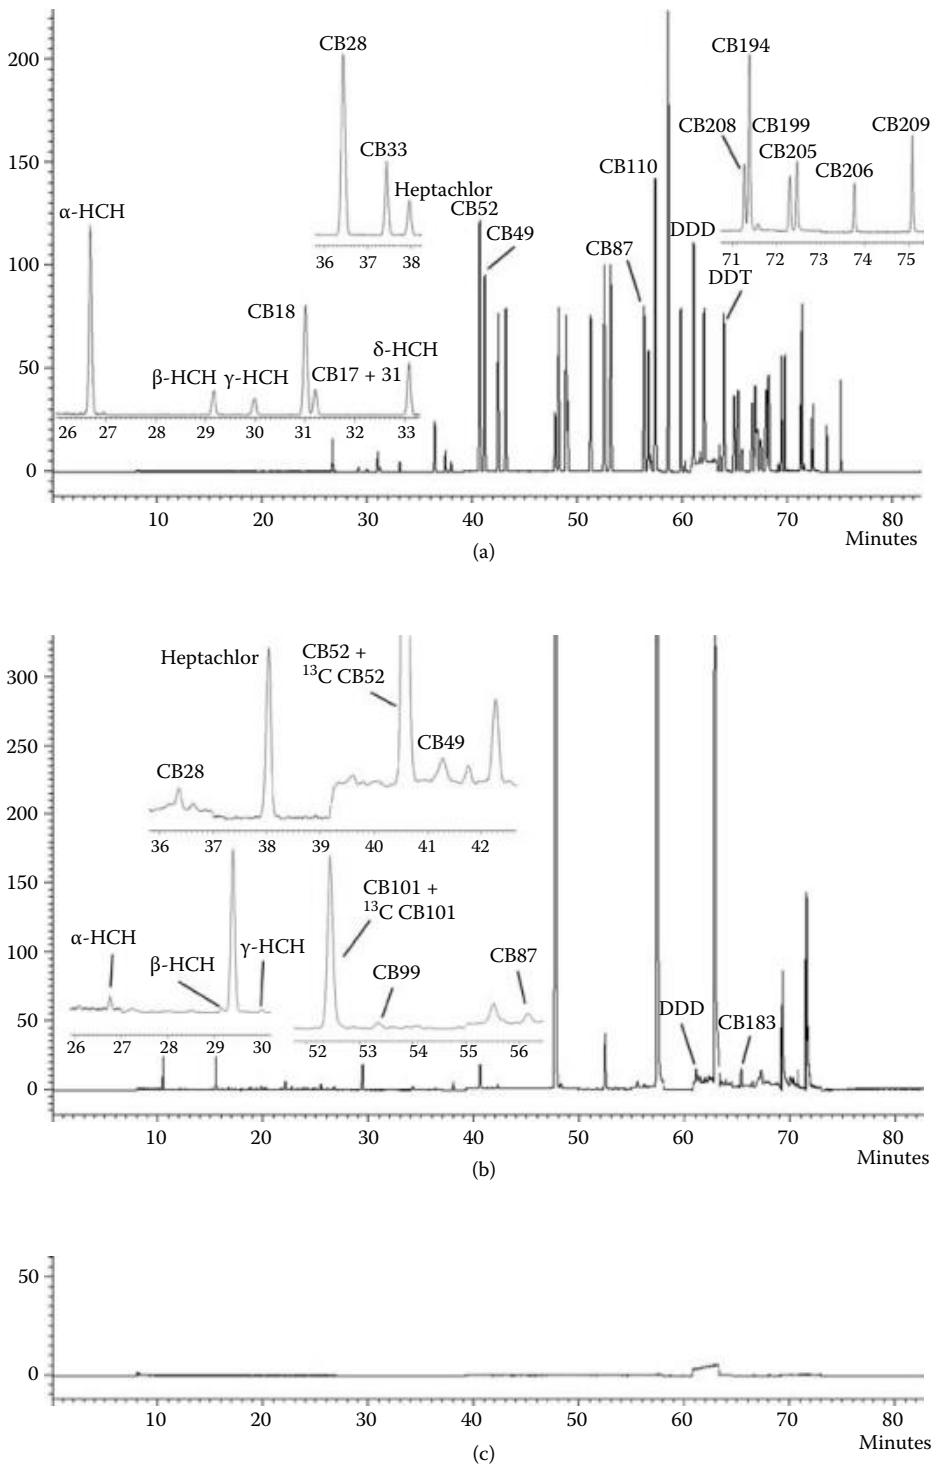 200
150
100
50
0
CB28
CB33
Heptachlor
36 37 38
α-HCH
CB18
β-HCH γ-HCH
CB17 + 31
δ-HCH
26 27 28 29 30 31 32 33
CB52
CB49
CB87
CB110
DDD
DDT
CB194
CB208
CB199
CB205
CB206
CB209
71 72 73 74 75
10 20 30 40 50 60 70 80
Minutes
(a)
300
250
200
150
100
50
0
Heptachlor
CB52 +
¹³C CB52
CB28
CB49
36 37 38 39 40 41 42
α-HCH
β-HCH
γ-HCH
26 27 28 29 30
CB101 +
¹³C CB101
CB99
CB87
52 53 54 55 56
DDD
CB183
10 20 30 40 50 60 70 80
Minutes
(b)
50
0
10 20 30 40 50 60 70 80
Minutes
(c)